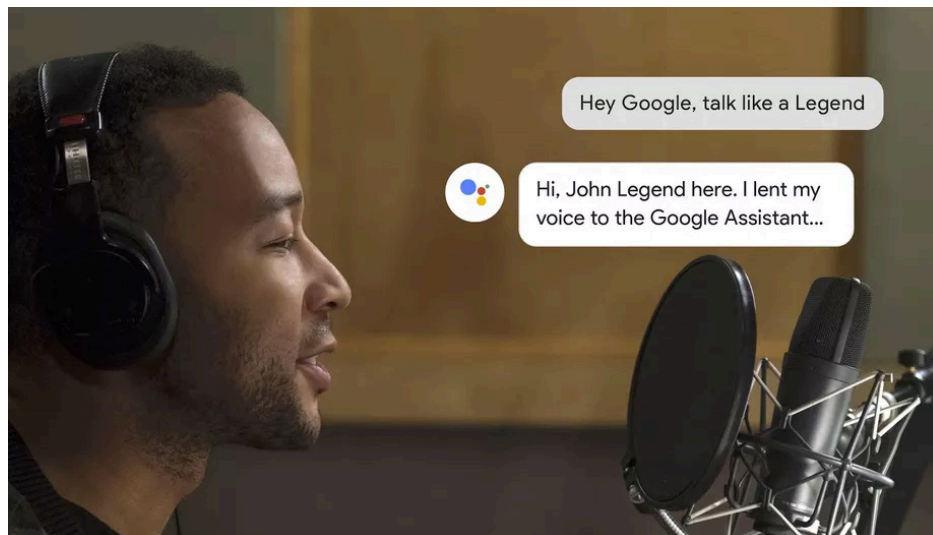 Hey Google, talk like a Legend
Hi, John Legend here. I lent my
voice to the Google Assistant...